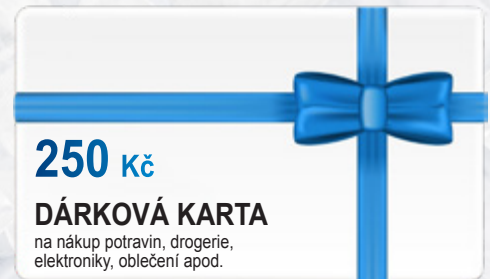 250 Kč
DÁRKOVÁ KARTA
na nákup potravin, drogerie,
elektroniky, oblečení apod.